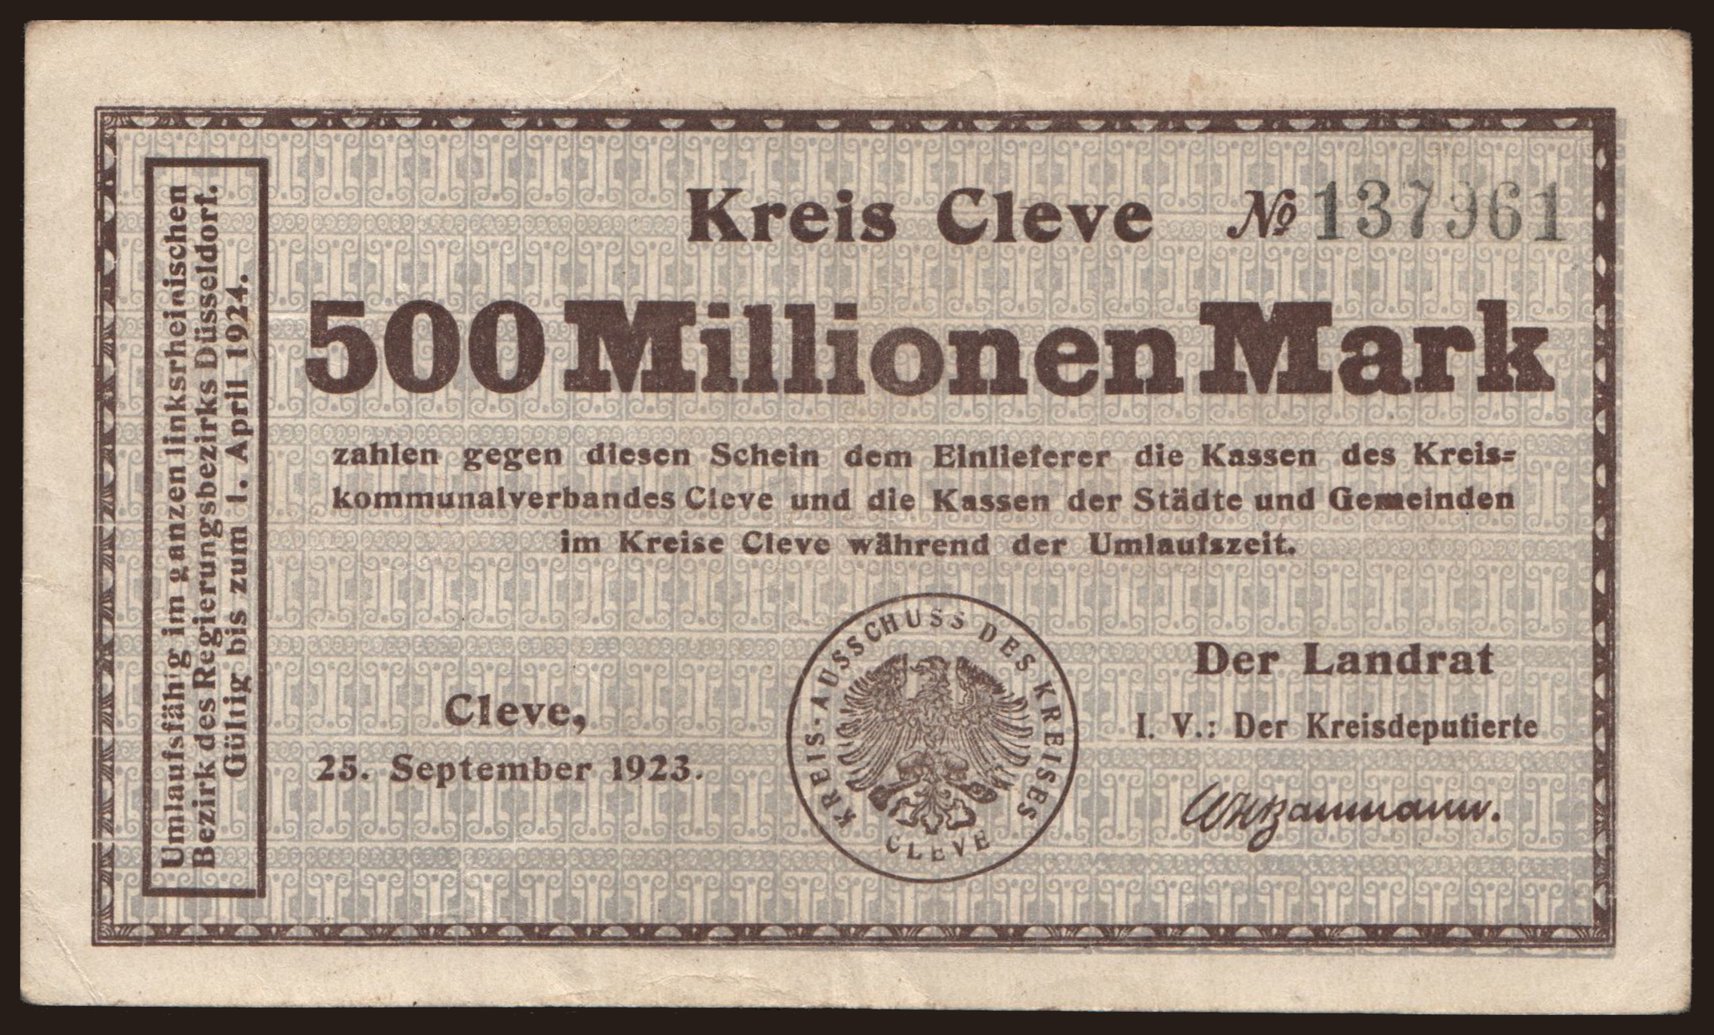 Umlaufsfähig im ganzen linksrheinischen
Bezirk des Regierungsbezirks Düsseldorf.
Gültig bis zum 1. April 1924.
Kreis Cleve № 137961
500 Millionen Mark
zahlen gegen diesen Schein dem Einlieferer die Kassen des Kreis=
kommunalverbandes Cleve und die Kassen der Städte und Gemeinden
im Kreise Cleve während der Umlaufszeit.
Cleve,
25. September 1923.
KREIS-AUSSCHUSS DES KREISES
CLEVE
Der Landrat
I. V.: Der Kreisdeputierte